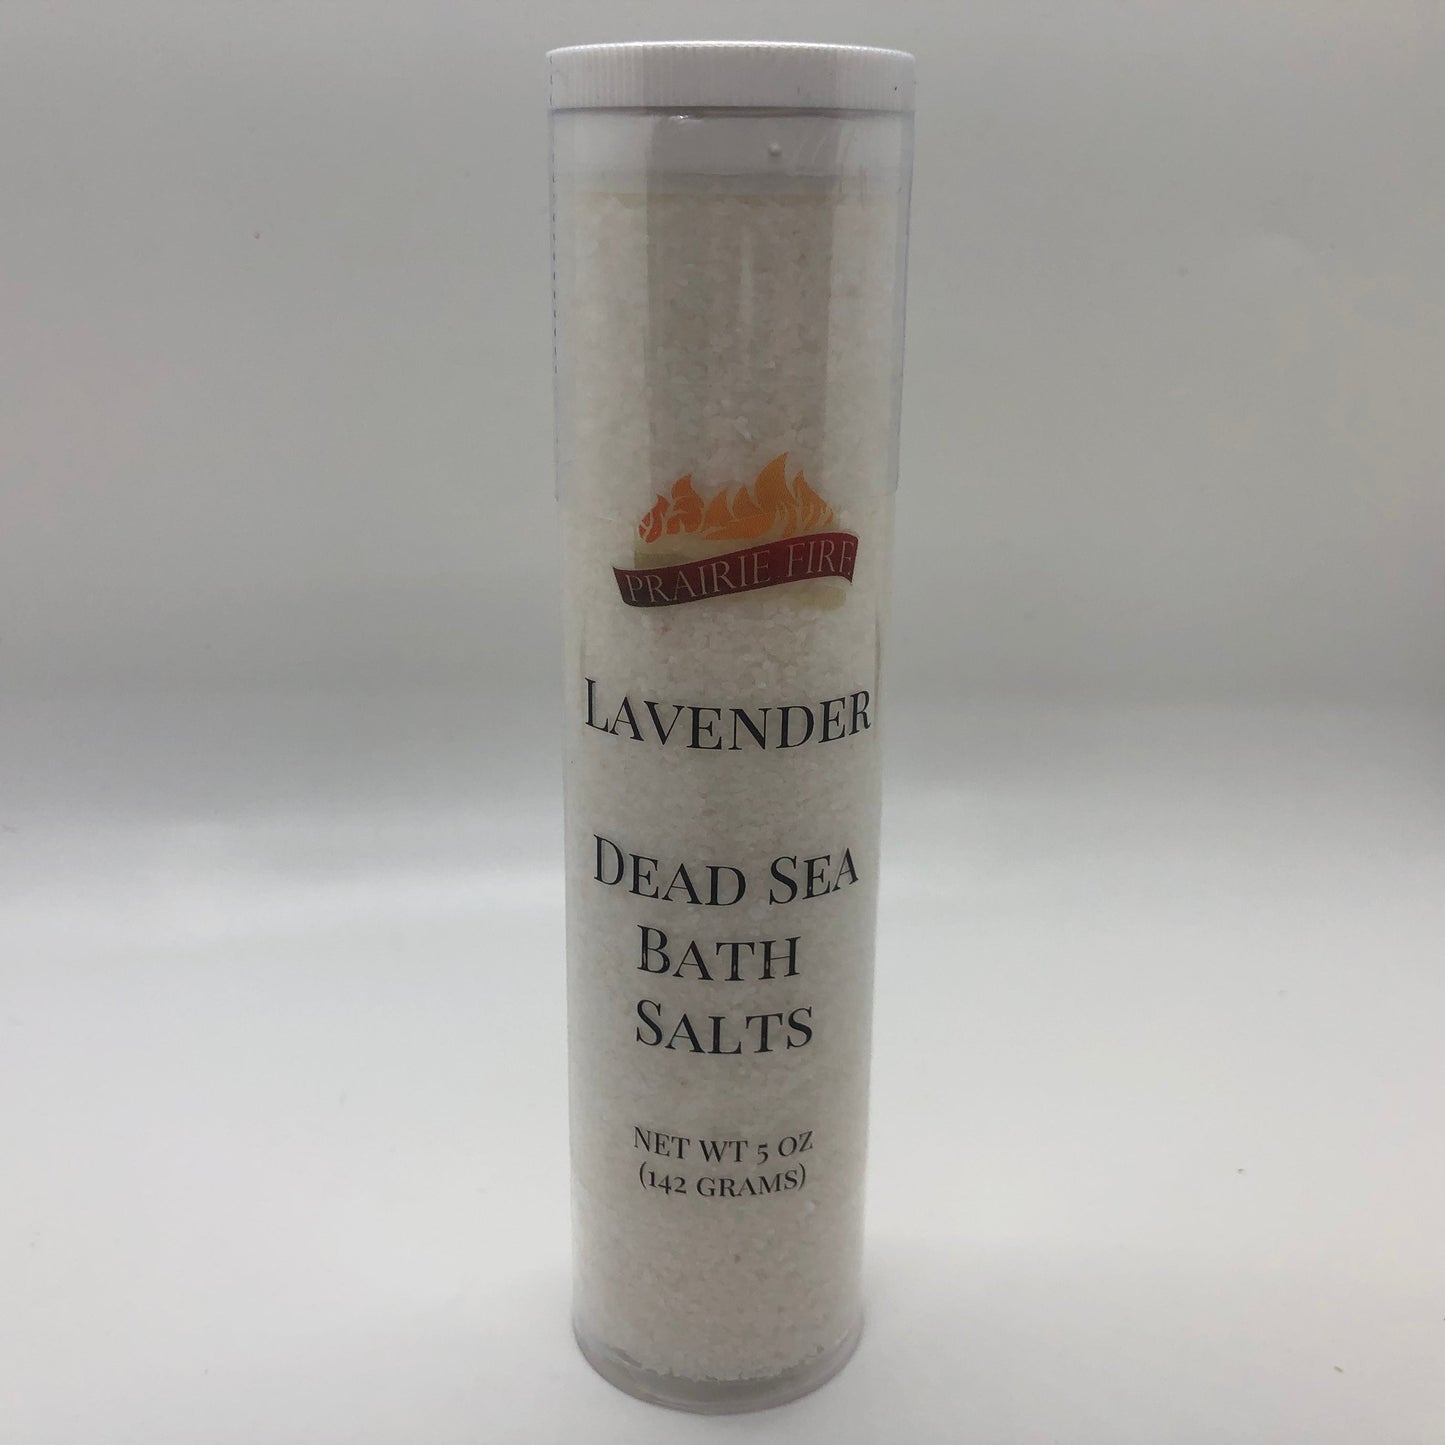 PRAIRIE FIRE
LAVENDER
DEAD SEA
BATH
SALTS
NET WT 5 OZ
(142 GRAMS)